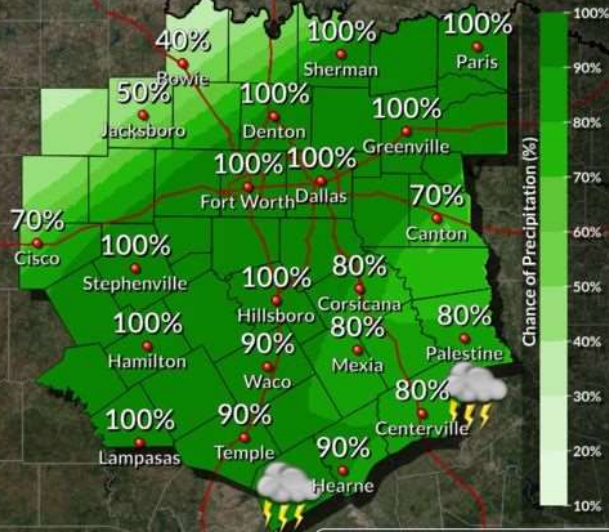 100%
40%
Bowie
100%
Sherman
100%
Paris
90%
50%
Jacksboro
100%
Denton
100%
Greenville
80%
100%
Fort Worth
100%
Dallas
70%
70%
Canton
70%
Cisco
60%
100%
Stephenville
100%
Hillsboro
80%
Corsicana
50%
100%
Hamilton
90%
Waco
80%
Mexia
80%
Palestine
40%
30%
100%
Lampasas
90%
Temple
80%
Centerville
20%
90%
Hearne
10%
Chance of Precipitation (%)